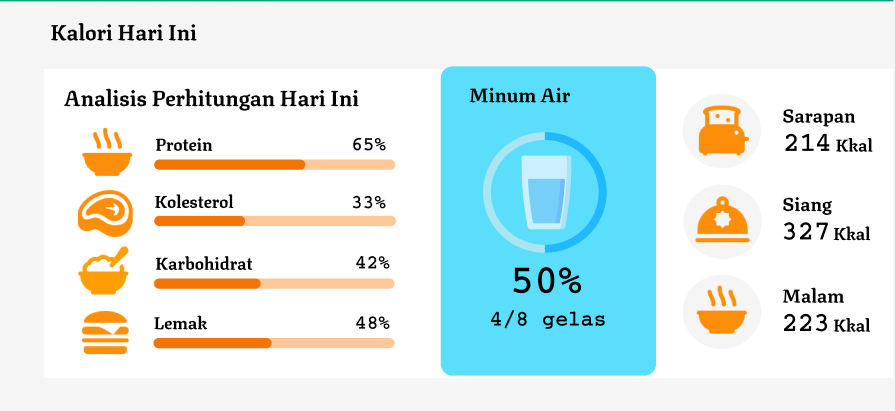 Kalori Hari Ini
Analisis Perhitungan Hari Ini
Protein 65%
Kolesterol 33%
Karbohidrat 42%
Lemak 48%
Minum Air
50%
4/8 gelas
Sarapan
214 Kkal
Siang
327 Kkal
Malam
223 Kkal